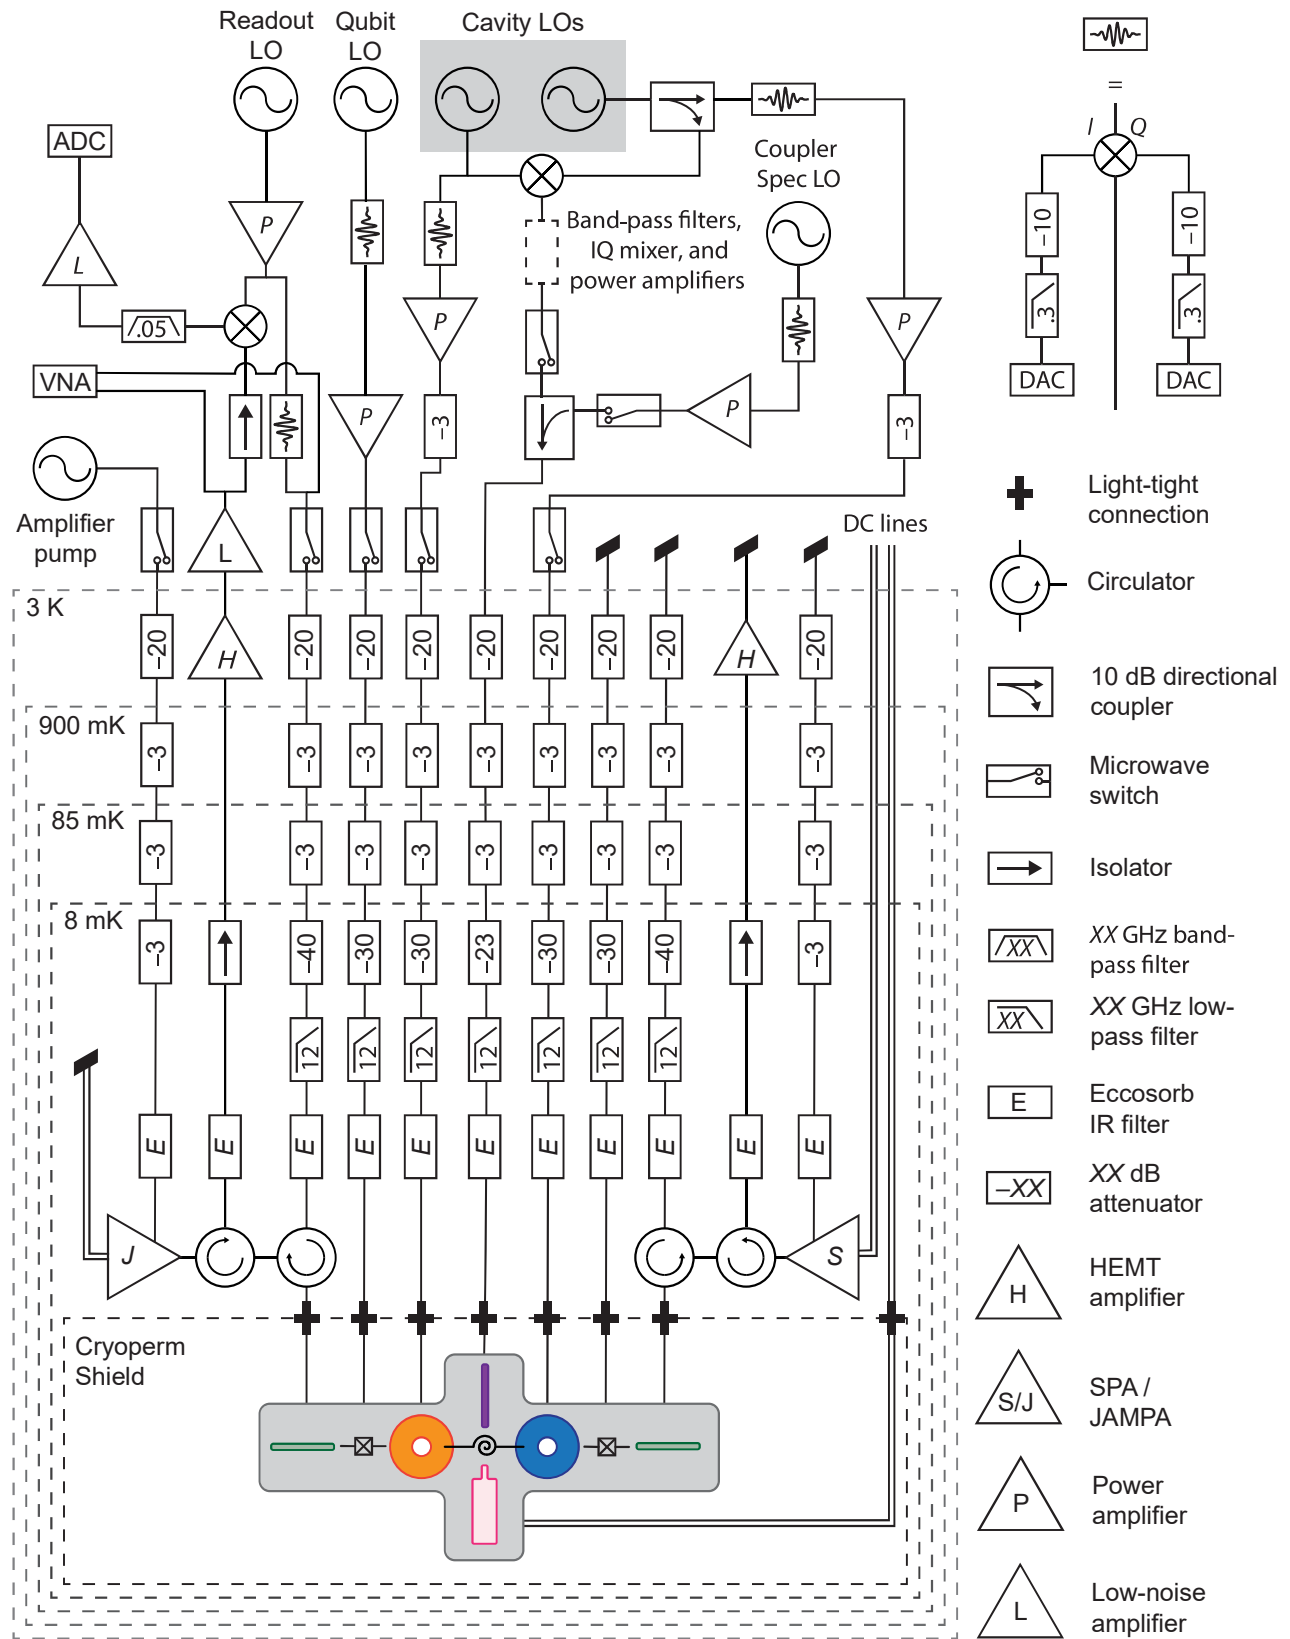 Readout
LO
Qubit
LO
Cavity LOs
=
I Q
ADC
Coupler
Spec LO
P
L
Band-pass filters,
IQ mixer, and
power amplifiers
–10
–10
.3
.3
DAC
DAC
.05
P
P
VNA
P
P
–3
–3
Amplifier
pump
L
DC lines
Light-tight
connection
Circulator
3 K
–20
H
–20
–20
–20
–20
–20
–20
–20
H
–20
10 dB directional
coupler
900 mK
–3
–3
–3
–3
–3
–3
–3
–3
–3
Microwave
switch
85 mK
–3
–3
–3
–3
–3
–3
–3
–3
–3
Isolator
8 mK
–3
–40
–30
–30
–23
–30
–30
–40
–3
XX
XX GHz band-
pass filter
12
12
12
12
12
12
12
XX
XX GHz low-
pass filter
E
E
E
E
E
E
E
E
E
E
E
E
Eccosorb
IR filter
–XX
XX dB
attenuator
J
S
H
HEMT
amplifier
Cryoperm
Shield
S/J
SPA /
JAMPA
P
Power
amplifier
L
Low-noise
amplifier